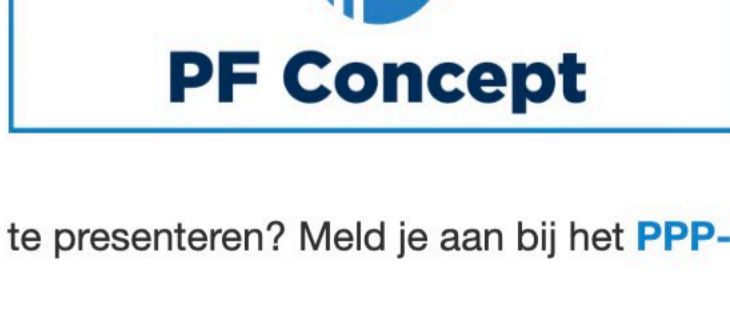 PF Concept
te presenteren? Meld je aan bij het PPP-